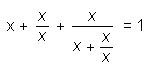 x + x/x + x/(x + x/x) = 1